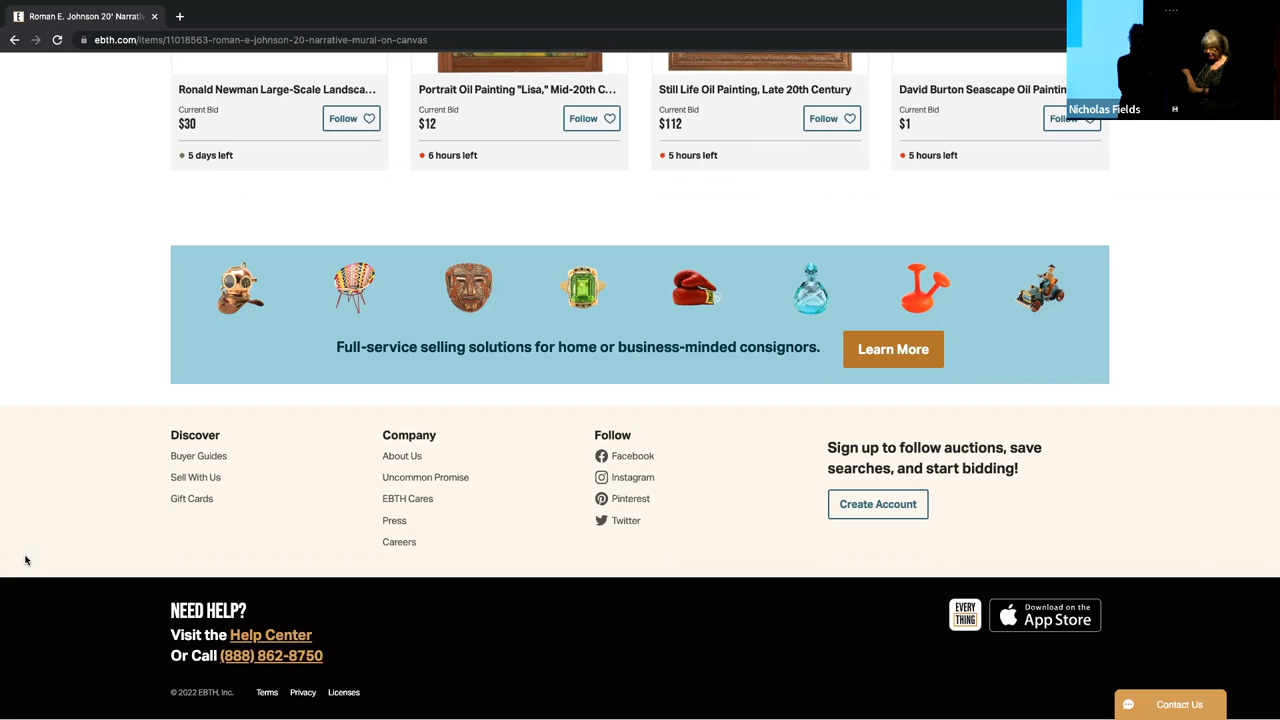 Roman E. Johnson 20' Narrativ
ebth.com/items/11018563-roman-e-johnson-20-narrative-mural-on-canvas
Nicholas Fields
H
Ronald Newman Large-Scale Landsca...
Current Bid
$30
Follow
5 days left
Portrait Oil Painting "Lisa," Mid-20th C...
Current Bid
$12
Follow
6 hours left
Still Life Oil Painting, Late 20th Century
Current Bid
$112
Follow
5 hours left
David Burton Seascape Oil Paintin
Current Bid
$1
Follow
5 hours left
Full-service selling solutions for home or business-minded consignors.
Learn More
Discover
Buyer Guides
Sell With Us
Gift Cards
Company
About Us
Uncommon Promise
EBTH Cares
Press
Careers
Follow
Facebook
Instagram
Pinterest
Twitter
Sign up to follow auctions, save
searches, and start bidding!
Create Account
NEED HELP?
Visit the Help Center
Or Call (888) 862-8750
© 2022 EBTH, Inc. Terms Privacy Licenses
EVERY
THING
Download on the
App Store
Contact Us